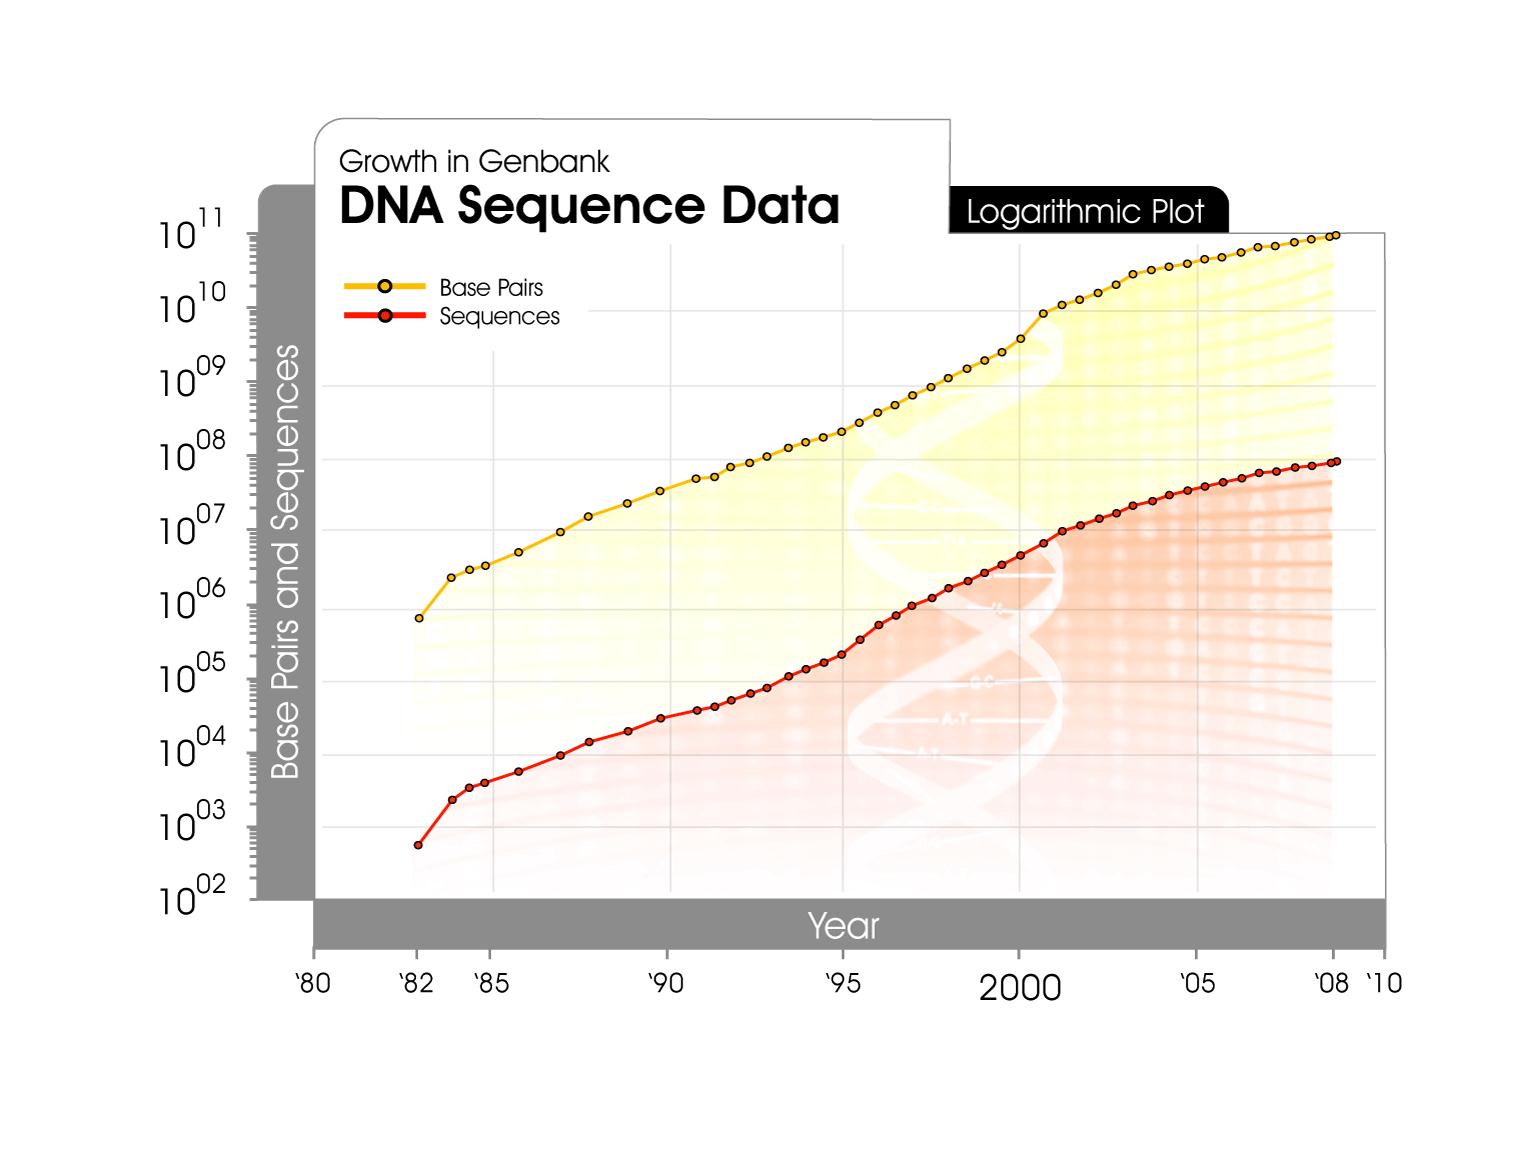 Growth in Genbank
DNA Sequence Data
Logarithmic Plot
Base Pairs
Sequences
10^11
10^10
10^09
10^08
10^07
10^06
10^05
10^04
10^03
10^02
Base Pairs and Sequences
Year
‘80 ‘82 ‘85 ‘90 ‘95 2000 ‘05 ‘08 ‘10
GC
A-T
A-T